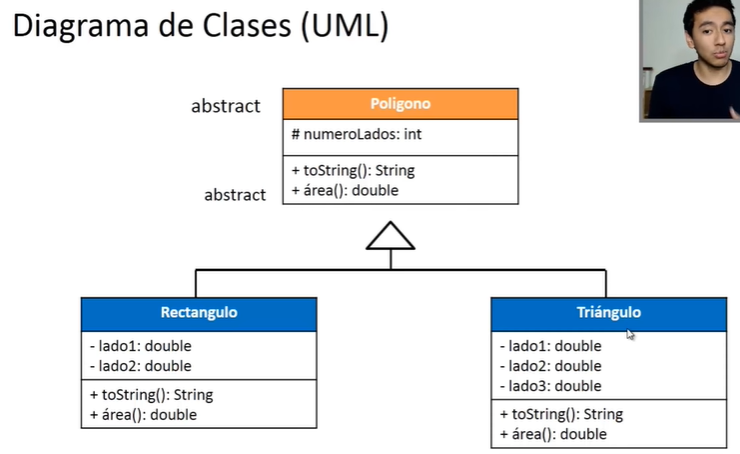 Diagrama de Clases (UML)
abstract
Poligono
# numeroLados: int
+ toString(): String
abstract
+ área(): double
Rectangulo
- lado1: double
- lado2: double
+ toString(): String
+ área(): double
Triángulo
- lado1: double
- lado2: double
- lado3: double
+ toString(): String
+ área(): double